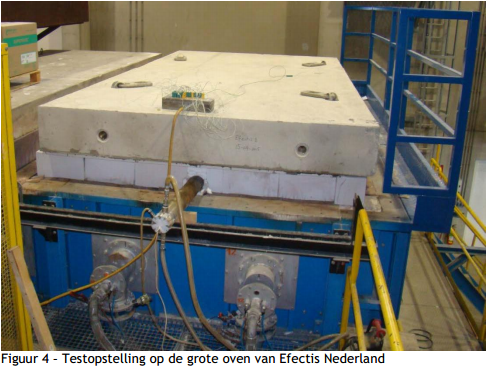 Figuur 4 – Testopstelling op de grote oven van Efectis Nederland